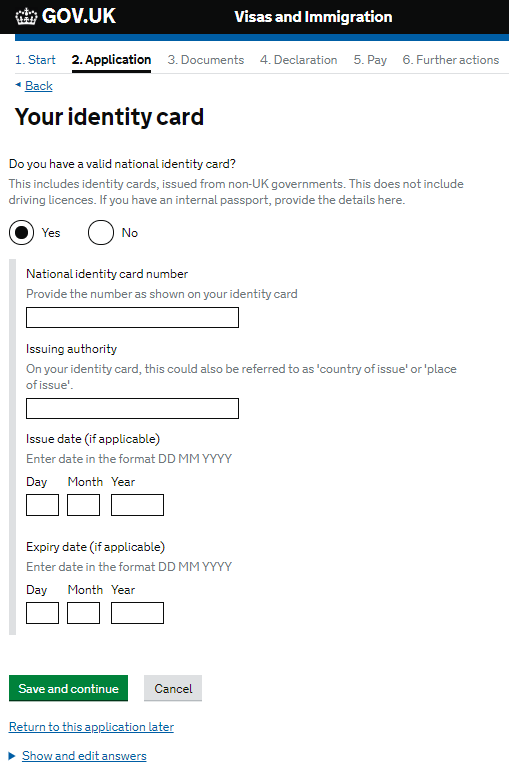 GOV.UK
Visas and Immigration
1. Start 2. Application 3. Documents 4. Declaration 5. Pay 6. Further actions
Back
Your identity card
Do you have a valid national identity card?
This includes identity cards, issued from non-UK governments. This does not include
driving licences. If you have an internal passport, provide the details here.
Yes No
National identity card number
Provide the number as shown on your identity card
Issuing authority
On your identity card, this could also be referred to as 'country of issue' or 'place
of issue'.
Issue date (if applicable)
Enter date in the format DD MM YYYY
Day Month Year
Expiry date (if applicable)
Enter date in the format DD MM YYYY
Day Month Year
Save and continue Cancel
Return to this application later
Show and edit answers